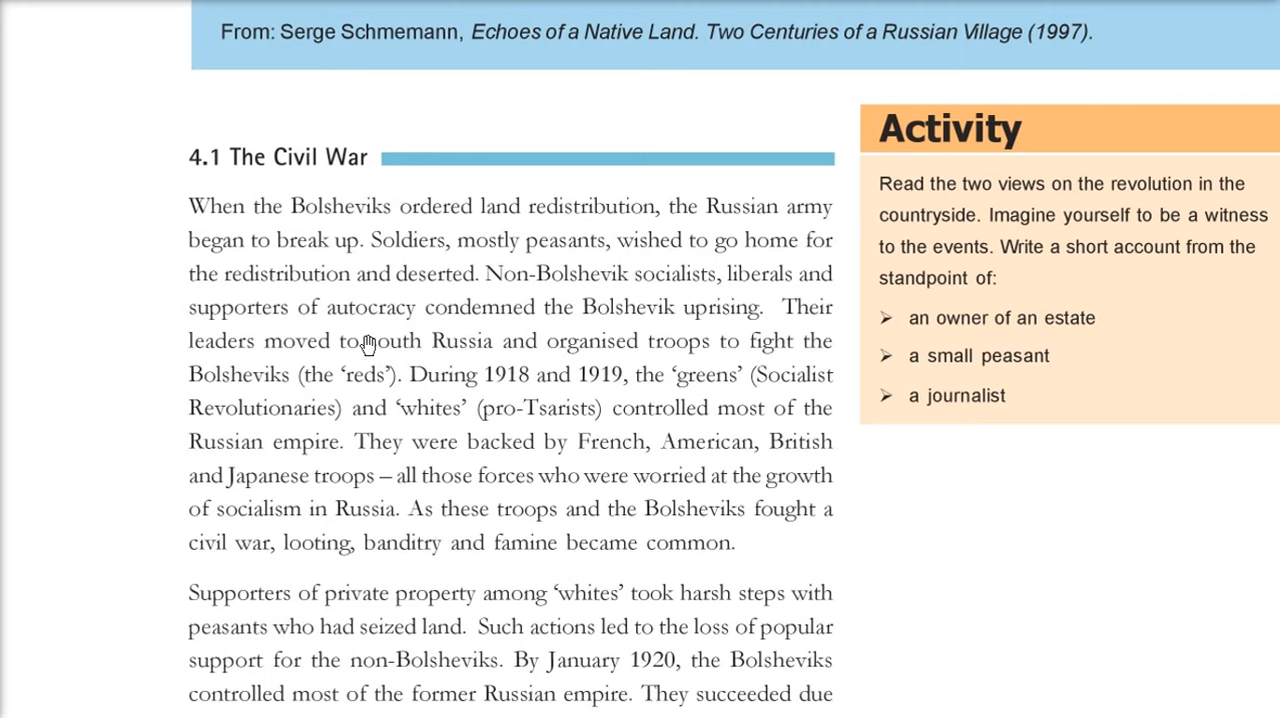 From: Serge Schmemann, Echoes of a Native Land. Two Centuries of a Russian Village (1997).
4.1 The Civil War
When the Bolsheviks ordered land redistribution, the Russian army
began to break up. Soldiers, mostly peasants, wished to go home for
the redistribution and deserted. Non-Bolshevik socialists, liberals and
supporters of autocracy condemned the Bolshevik uprising. Their
leaders moved to south Russia and organised troops to fight the
Bolsheviks (the ‘reds’). During 1918 and 1919, the ‘greens’ (Socialist
Revolutionaries) and ‘whites’ (pro-Tsarists) controlled most of the
Russian empire. They were backed by French, American, British
and Japanese troops – all those forces who were worried at the growth
of socialism in Russia. As these troops and the Bolsheviks fought a
civil war, looting, banditry and famine became common.
Supporters of private property among ‘whites’ took harsh steps with
peasants who had seized land. Such actions led to the loss of popular
support for the non-Bolsheviks. By January 1920, the Bolsheviks
controlled most of the former Russian empire. They succeeded due
Activity
Read the two views on the revolution in the
countryside. Imagine yourself to be a witness
to the events. Write a short account from the
standpoint of:
➢ an owner of an estate
➢ a small peasant
➢ a journalist